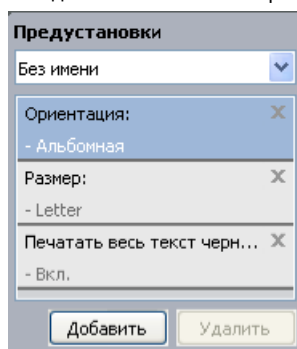 Предустановки
Без имени
Ориентация:
- Альбомная
Размер:
- Letter
Печатать весь текст черн...
- Вкл.
Добавить
Удалить